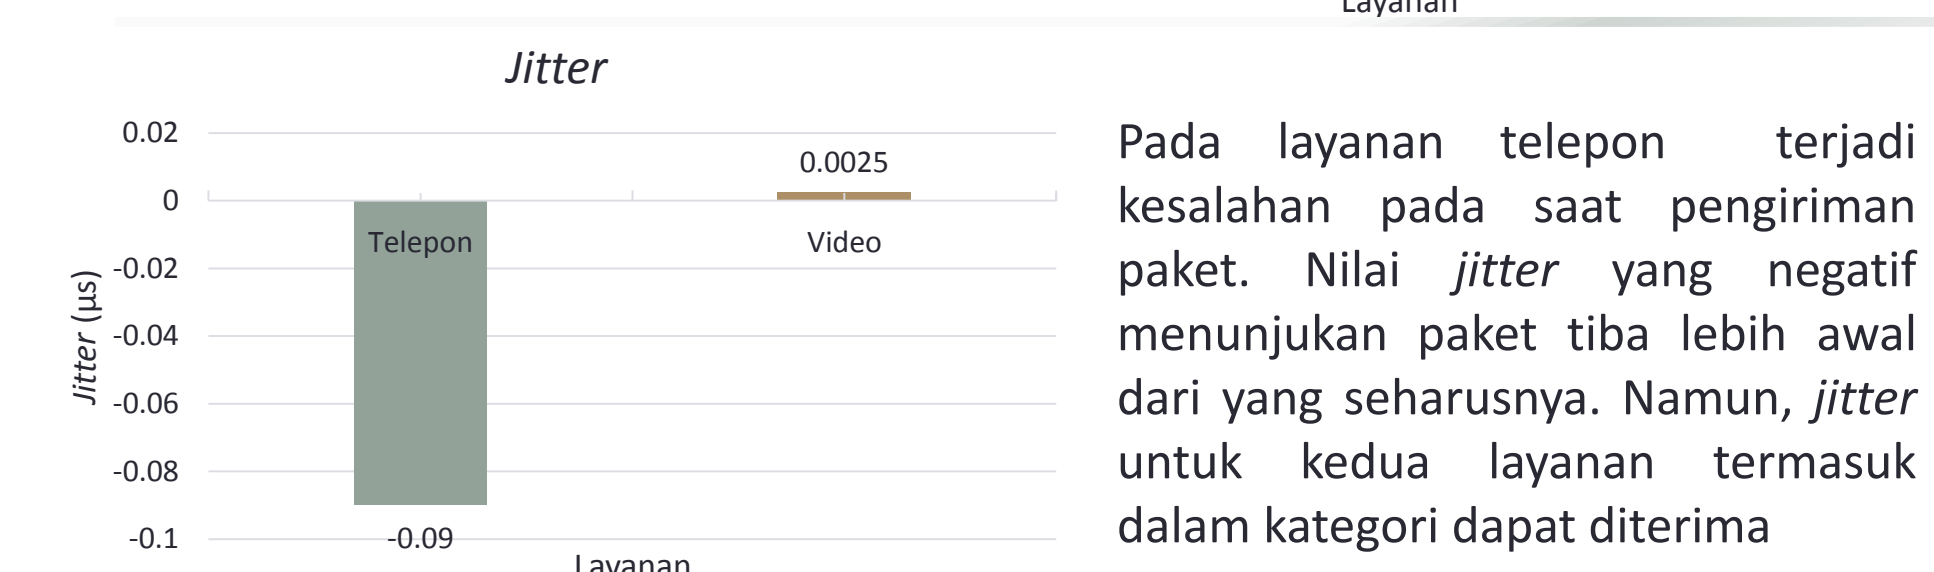 Layanan
Jitter
0.02
0.0025
0
Telepon
Video
-0.02
-0.04
-0.06
-0.08
-0.1
-0.09
Jitter (µs)
Layanan
Pada layanan telepon terjadi
kesalahan pada saat pengiriman
paket. Nilai jitter yang negatif
menunjukan paket tiba lebih awal
dari yang seharusnya. Namun, jitter
untuk kedua layanan termasuk
dalam kategori dapat diterima